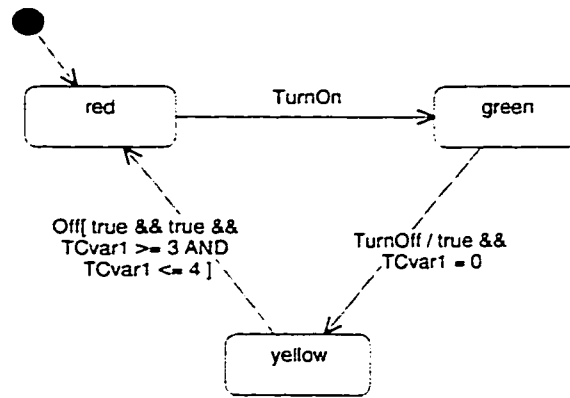 red
TurnOn
green
Off[ true && true &&
TCvar1 >= 3 AND
TCvar1 <= 4 ]
TurnOff / true &&
TCvar1 = 0
yellow